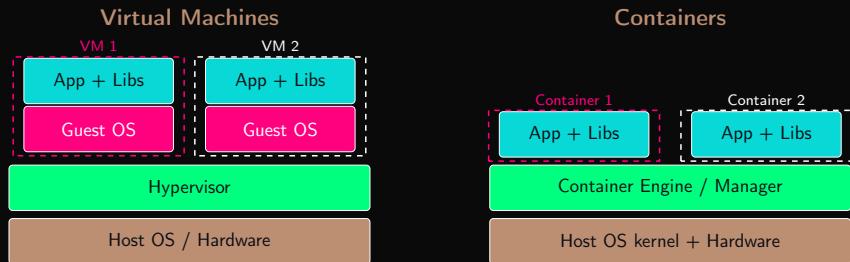 Virtual Machines
VM 1
VM 2
App + Libs
App + Libs
Guest OS
Guest OS
Hypervisor
Host OS / Hardware
Containers
Container 1
Container 2
App + Libs
App + Libs
Container Engine / Manager
Host OS kernel + Hardware